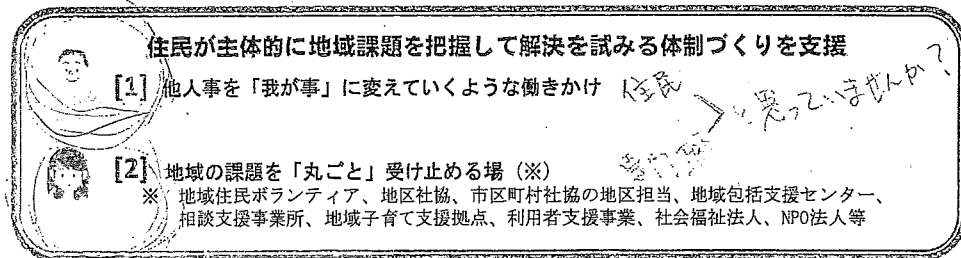 住民が主体的に地域課題を把握して解決を試みる体制づくりを支援
[1] 他人事を「我が事」に変えていくような働きかけ 住民
と思っていませんか?
[2] 地域の課題を「丸ごと」受け止める場（※）
※ 地域住民ボランティア、地区社協、市区町村社協の地区担当、地域包括支援センター、
相談支援事業所、地域子育て支援拠点、利用者支援事業、社会福祉法人、NPO法人等